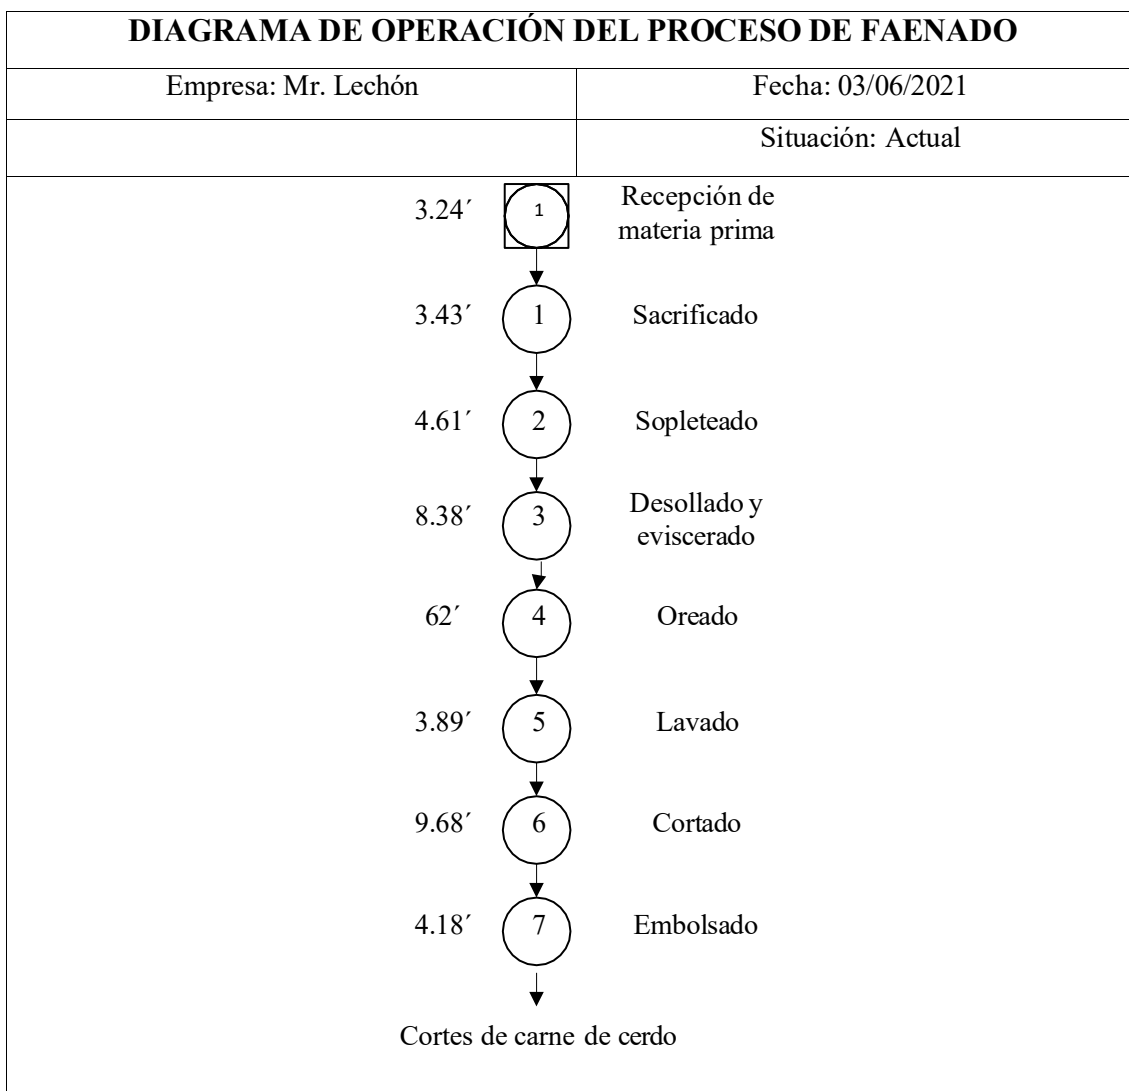 DIAGRAMA DE OPERACIÓN DEL PROCESO DE FAENADO
Empresa: Mr. Lechón
Fecha: 03/06/2021
Situación: Actual
3.24´
1
Recepción de
materia prima
3.43´
1
Sacrificado
4.61´
2
Sopleteado
8.38´
3
Desollado y
eviscerado
62´
4
Oreado
3.89´
5
Lavado
9.68´
6
Cortado
4.18´
7
Embolsado
Cortes de carne de cerdo